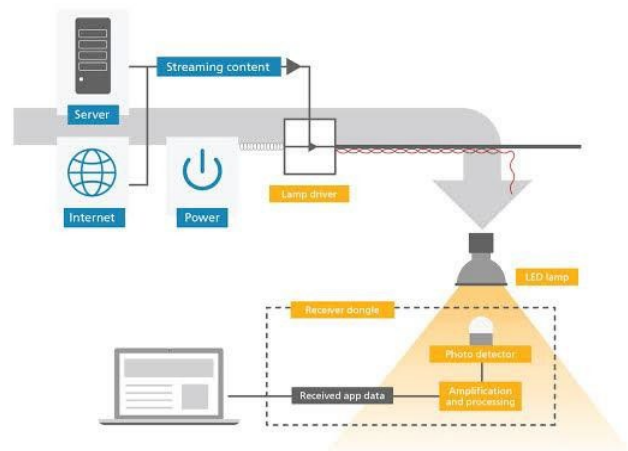 Streaming content
Server
Internet
Power
Lamp driver
LED lamp
Receiver dongle
Photo detector
Received app data
Amplification
and processing